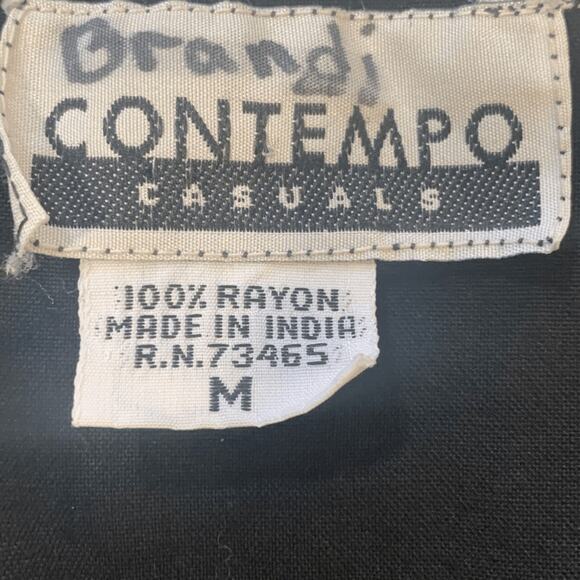 Brandi
CONTEMPO
CASUALS
100% RAYON
MADE IN INDIA
R.N.73465
M